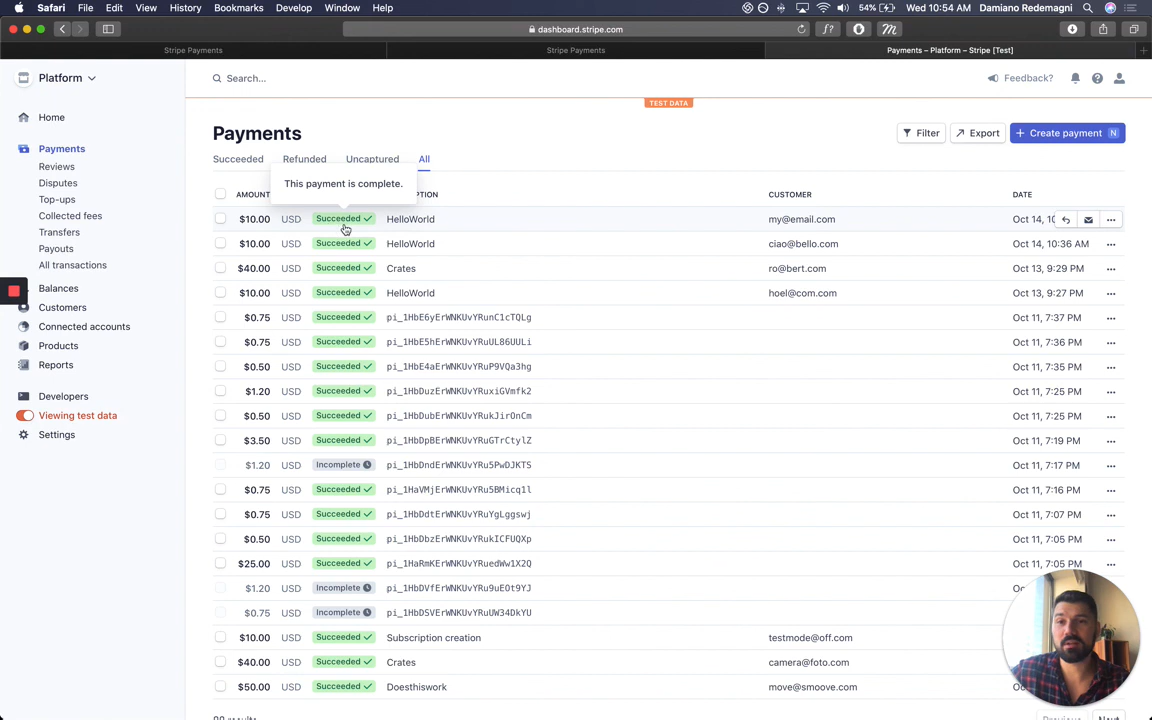 Safari File Edit View History Bookmarks Develop Window Help 54% Wed 10:54 AM Damiano Redemagni
dashboard.stripe.com f?
Stripe Payments Stripe Payments Payments – Platform – Stripe [Test]
Platform Search... Feedback?
TEST DATA
Home
Payments
Reviews
Disputes
Top-ups
Collected fees
Transfers
Payouts
All transactions
Balances
Customers
Connected accounts
Products
Reports
Developers
Viewing test data
Settings
Payments Filter Export + Create payment N
Succeeded Refunded Uncaptured All
This payment is complete.
AMOUNT CUSTOMER DATE
$10.00 USD Succeeded HelloWorld my@email.com Oct 14,
$10.00 USD Succeeded HelloWorld ciao@bello.com Oct 14, 10:36 AM
$40.00 USD Succeeded Crates ro@bert.com Oct 13, 9:29 PM
$10.00 USD Succeeded HelloWorld hoel@com.com Oct 13, 9:27 PM
$0.75 USD Succeeded pi_1HbE6yErWNKUvYRunC1cTQLg Oct 11, 7:37 PM
$0.75 USD Succeeded pi_1HbE5hErWNKUvYRuUL86UULi Oct 11, 7:36 PM
$0.50 USD Succeeded pi_1HbE4aErWNKUvYRuP9VQa3hg Oct 11, 7:35 PM
$1.20 USD Succeeded pi_1HbDuzErWNKUvYRuxiGVmfk2 Oct 11, 7:25 PM
$0.50 USD Succeeded pi_1HbDubErWNKUvYRukJirOnCm Oct 11, 7:25 PM
$3.50 USD Succeeded pi_1HbDpBErWNKUvYRuGTrCtylZ Oct 11, 7:19 PM
$1.20 USD Incomplete pi_1HbDndErWNKUvYRu5PwDJKTS Oct 11, 7:17 PM
$0.75 USD Succeeded pi_1HaVMjErWNKUvYRu5BMicq1l Oct 11, 7:16 PM
$0.75 USD Succeeded pi_1HbDdtErWNKUvYRuYgLggswj Oct 11, 7:07 PM
$0.50 USD Succeeded pi_1HbDbzErWNKUvYRukICFUQXp Oct 11, 7:05 PM
$25.00 USD Succeeded pi_1HaRmKErWNKUvYRuedWw1X2Q Oct 11, 7:05 PM
$1.20 USD Incomplete pi_1HbDVfErWNKUvYRu9uEOt9YJ
$0.75 USD Incomplete pi_1HbDSVErWNKUvYRuUW34DkYU
$10.00 USD Succeeded Subscription creation testmode@off.com
$40.00 USD Succeeded Crates camera@foto.com
$50.00 USD Succeeded Doesthiswork move@smoove.com